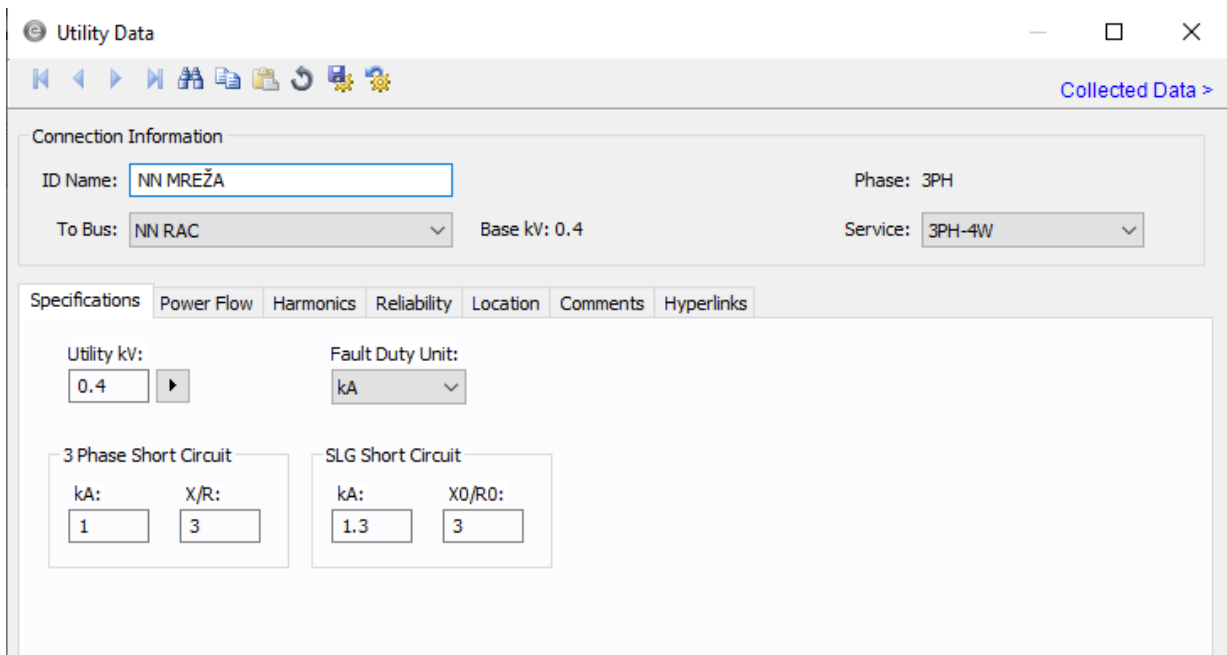 Utility Data
Collected Data >
Connection Information
ID Name: NN MREŽA Phase: 3PH
To Bus: NN RAC Base kV: 0.4 Service: 3PH-4W
Specifications Power Flow Harmonics Reliability Location Comments Hyperlinks
Utility kV: Fault Duty Unit:
0.4 kA
3 Phase Short Circuit SLG Short Circuit
kA: X/R: kA: X0/R0:
1 3 1.3 3